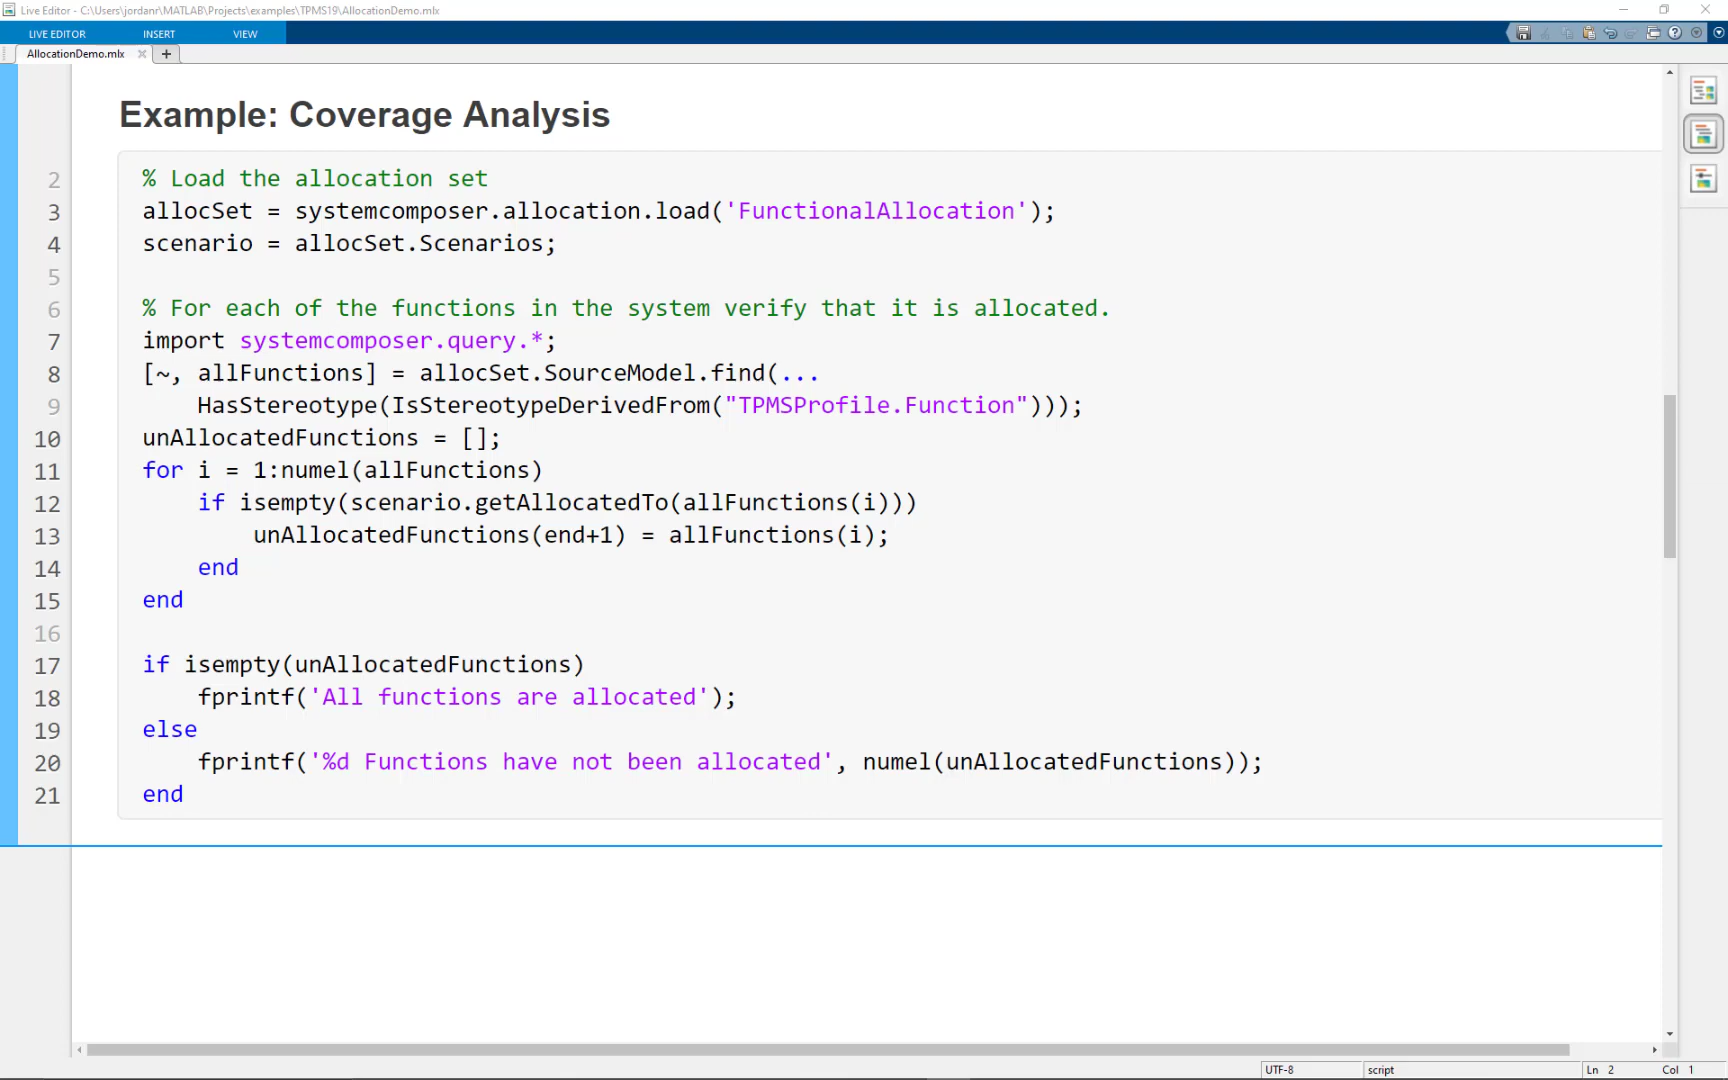 Live Editor - C:\Users\jordanr\MATLAB\Projects\examples\TPMS19\AllocationDemo.mlx
LIVE EDITOR INSERT VIEW
AllocationDemo.mlx
Example: Coverage Analysis
2 % Load the allocation set
3 allocSet = systemcomposer.allocation.load('FunctionalAllocation');
4 scenario = allocSet.Scenarios;
5
6 % For each of the functions in the system verify that it is allocated.
7 import systemcomposer.query.*;
8 [~, allFunctions] = allocSet.SourceModel.find(...
9     HasStereotype(IsStereotypeDerivedFrom("TPMSProfile.Function")));
10 unAllocatedFunctions = [];
11 for i = 1:numel(allFunctions)
12     if isempty(scenario.getAllocatedTo(allFunctions(i)))
13         unAllocatedFunctions(end+1) = allFunctions(i);
14     end
15 end
16
17 if isempty(unAllocatedFunctions)
18     fprintf('All functions are allocated');
19 else
20     fprintf('%d Functions have not been allocated', numel(unAllocatedFunctions));
21 end
UTF-8 script Ln 2 Col 1